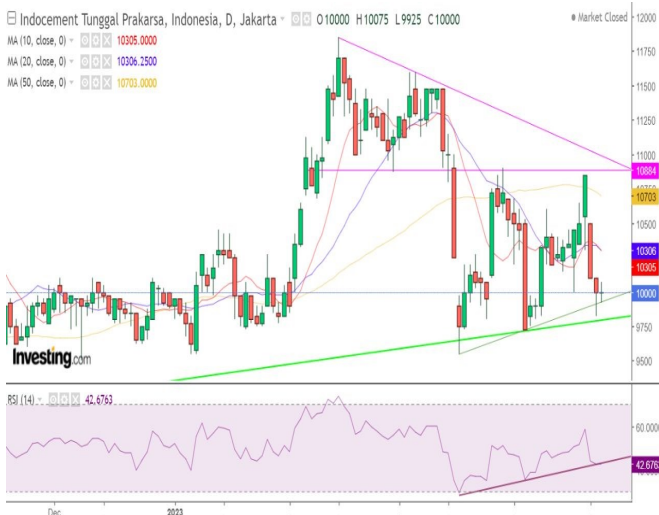 Indocement Tunggal Prakarsa, Indonesia, D, Jakarta O10000 H10075 L9925 C10000
Market Closed
MA (10, close, 0) 10305.0000
MA (20, close, 0) 10306.2500
MA (50, close, 0) 10703.0000
12000
11750
11500
11250
11000
10884
10703
10500
10306
10305
10000
9750
9500
Investing.com
RSI (14) 42.6763
60.0000
42.6763
Dec
2023